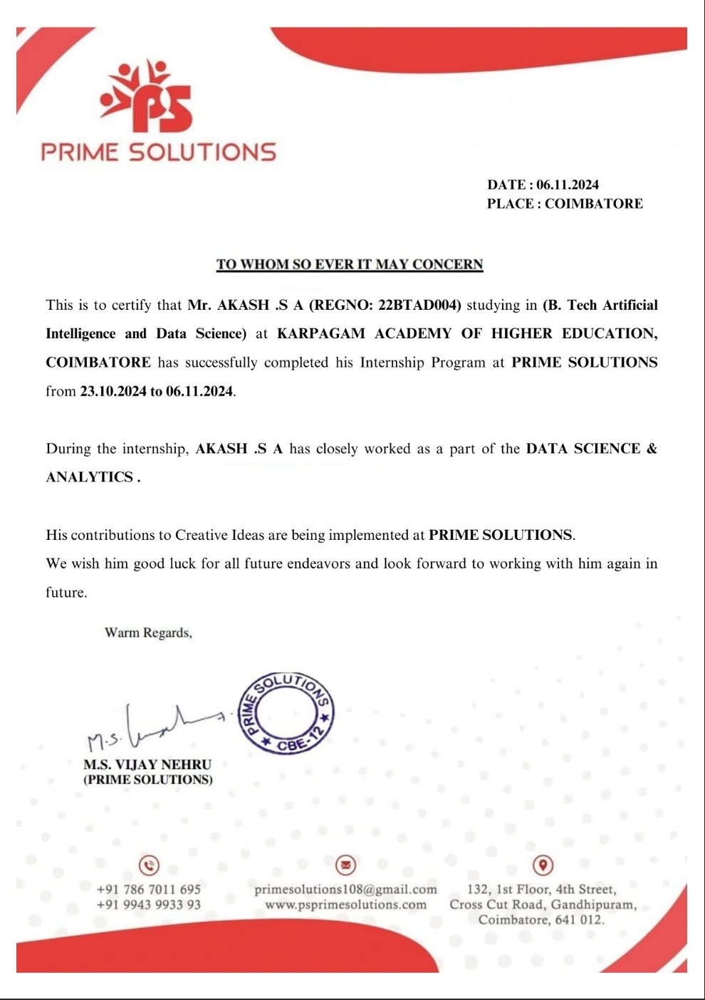 PS
PRIME SOLUTIONS
DATE : 06.11.2024
PLACE : COIMBATORE
TO WHOM SO EVER IT MAY CONCERN
This is to certify that Mr. AKASH .S A (REGNO: 22BTAD004) studying in (B. Tech Artificial
Intelligence and Data Science) at KARPAGAM ACADEMY OF HIGHER EDUCATION,
COIMBATORE has successfully completed his Internship Program at PRIME SOLUTIONS
from 23.10.2024 to 06.11.2024.
During the internship, AKASH .S A has closely worked as a part of the DATA SCIENCE &
ANALYTICS .
His contributions to Creative Ideas are being implemented at PRIME SOLUTIONS.
We wish him good luck for all future endeavors and look forward to working with him again in
future.
Warm Regards,
PRIME SOLUTIONS
★ CBE-12 ★
M.S.
M.S. VIJAY NEHRU
(PRIME SOLUTIONS)
+91 786 7011 695
+91 9943 9933 93
primesolutions108@gmail.com
www.psprimesolutions.com
132, 1st Floor, 4th Street,
Cross Cut Road, Gandhipuram,
Coimbatore, 641 012.